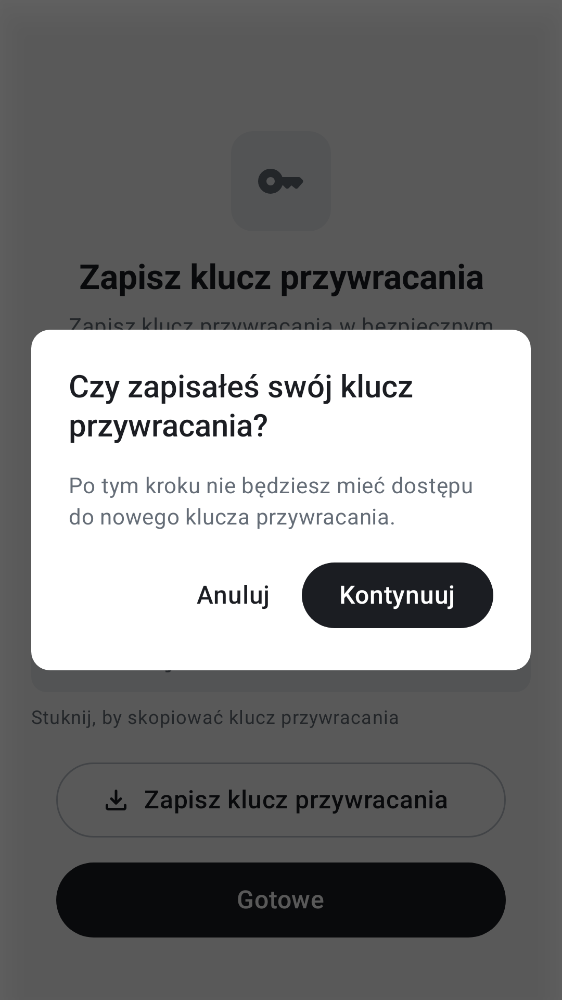 Zapisz klucz przywracania
Zapisz klucz przywracania w bezpiecznym
Czy zapisałeś swój klucz
przywracania?
Po tym kroku nie będziesz mieć dostępu
do nowego klucza przywracania.
Anuluj
Kontynuuj
Stuknij, by skopiować klucz przywracania
Zapisz klucz przywracania
Gotowe